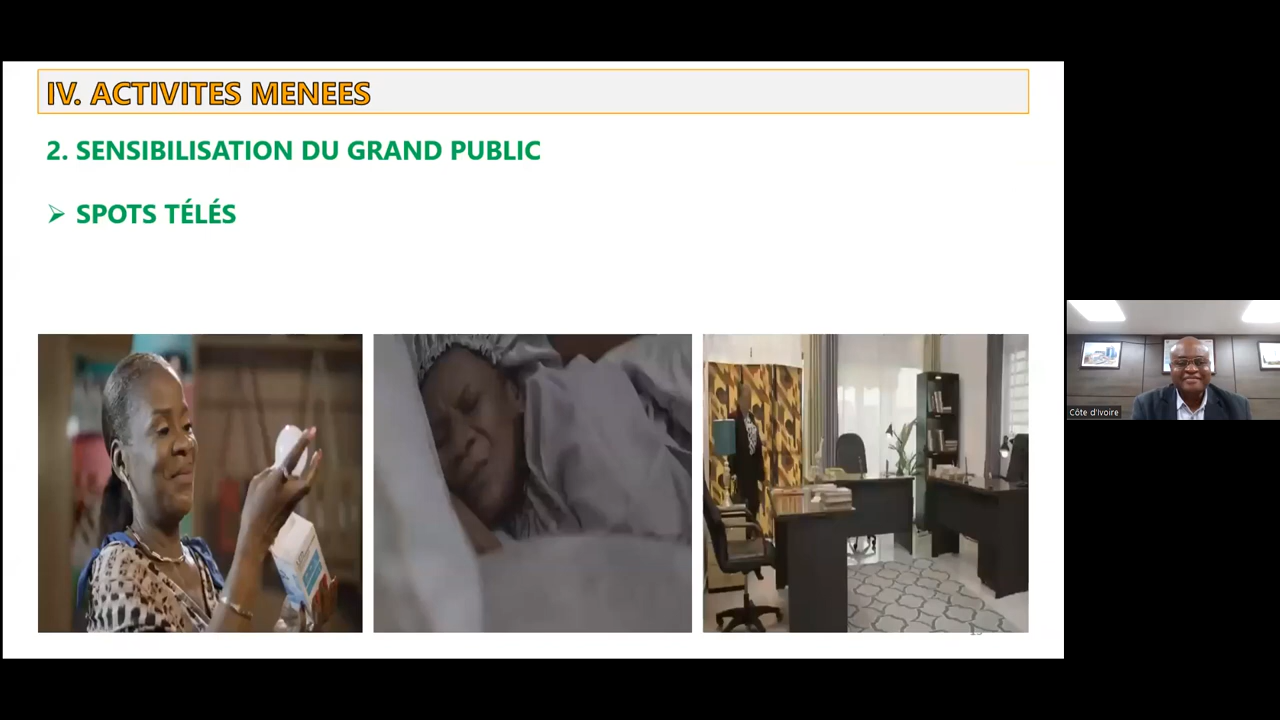 IV. ACTIVITES MENEES
2. SENSIBILISATION DU GRAND PUBLIC
➢ SPOTS TÉLÉS
Côte d'Ivoire